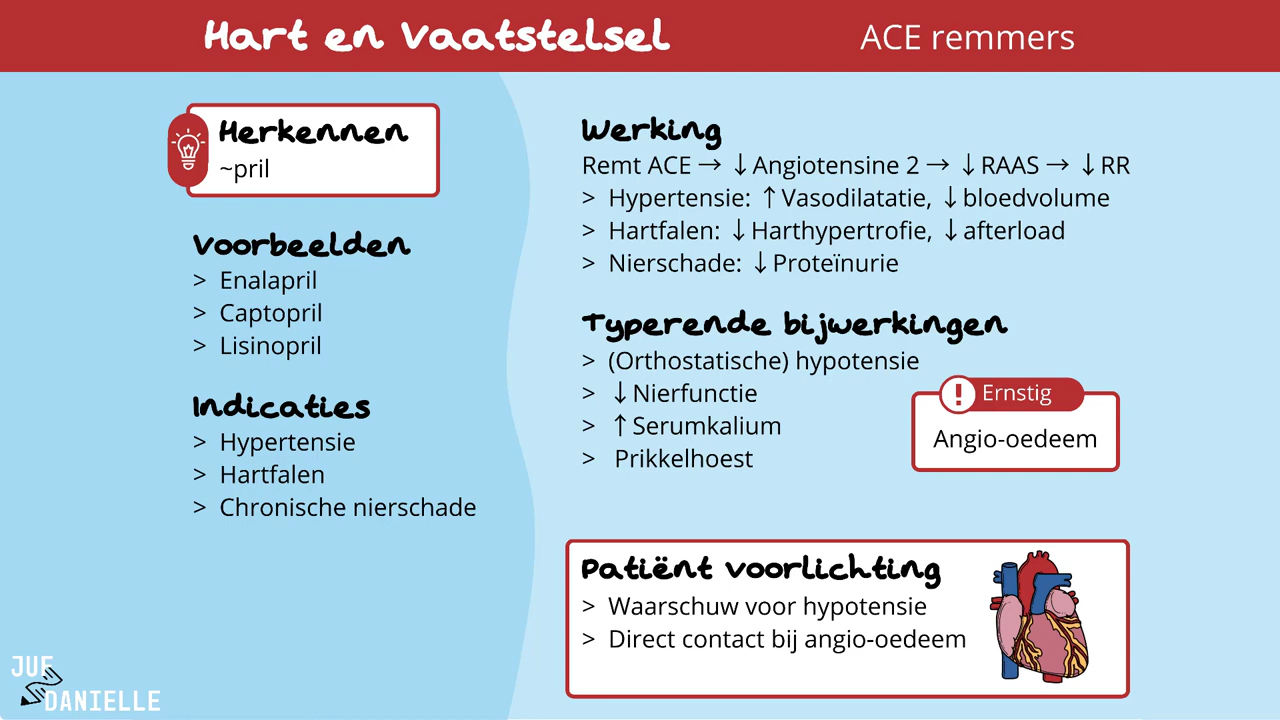 Hart en Vaatstelsel
ACE remmers
Herkennen
~pril
Voorbeelden
> Enalapril
> Captopril
> Lisinopril
Indicaties
> Hypertensie
> Hartfalen
> Chronische nierschade
Werking
Remt ACE → ↓Angiotensine 2 → ↓RAAS → ↓RR
> Hypertensie: ↑Vasodilatatie, ↓bloedvolume
> Hartfalen: ↓Harthypertrofie, ↓afterload
> Nierschade: ↓Proteïnurie
Typerende bijwerkingen
> (Orthostatische) hypotensie
> ↓Nierfunctie
> ↑Serumkalium
> Prikkelhoest
! Ernstig
Angio-oedeem
Patiënt voorlichting
> Waarschuw voor hypotensie
> Direct contact bij angio-oedeem
JUF
DANIELLE